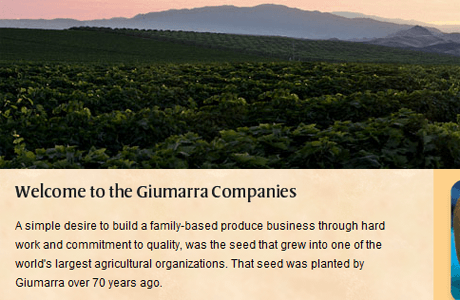 Welcome to the Giumarra Companies
A simple desire to build a family-based produce business through hard
work and commitment to quality, was the seed that grew into one of the
world's largest agricultural organizations. That seed was planted by
Giumarra over 70 years ago.